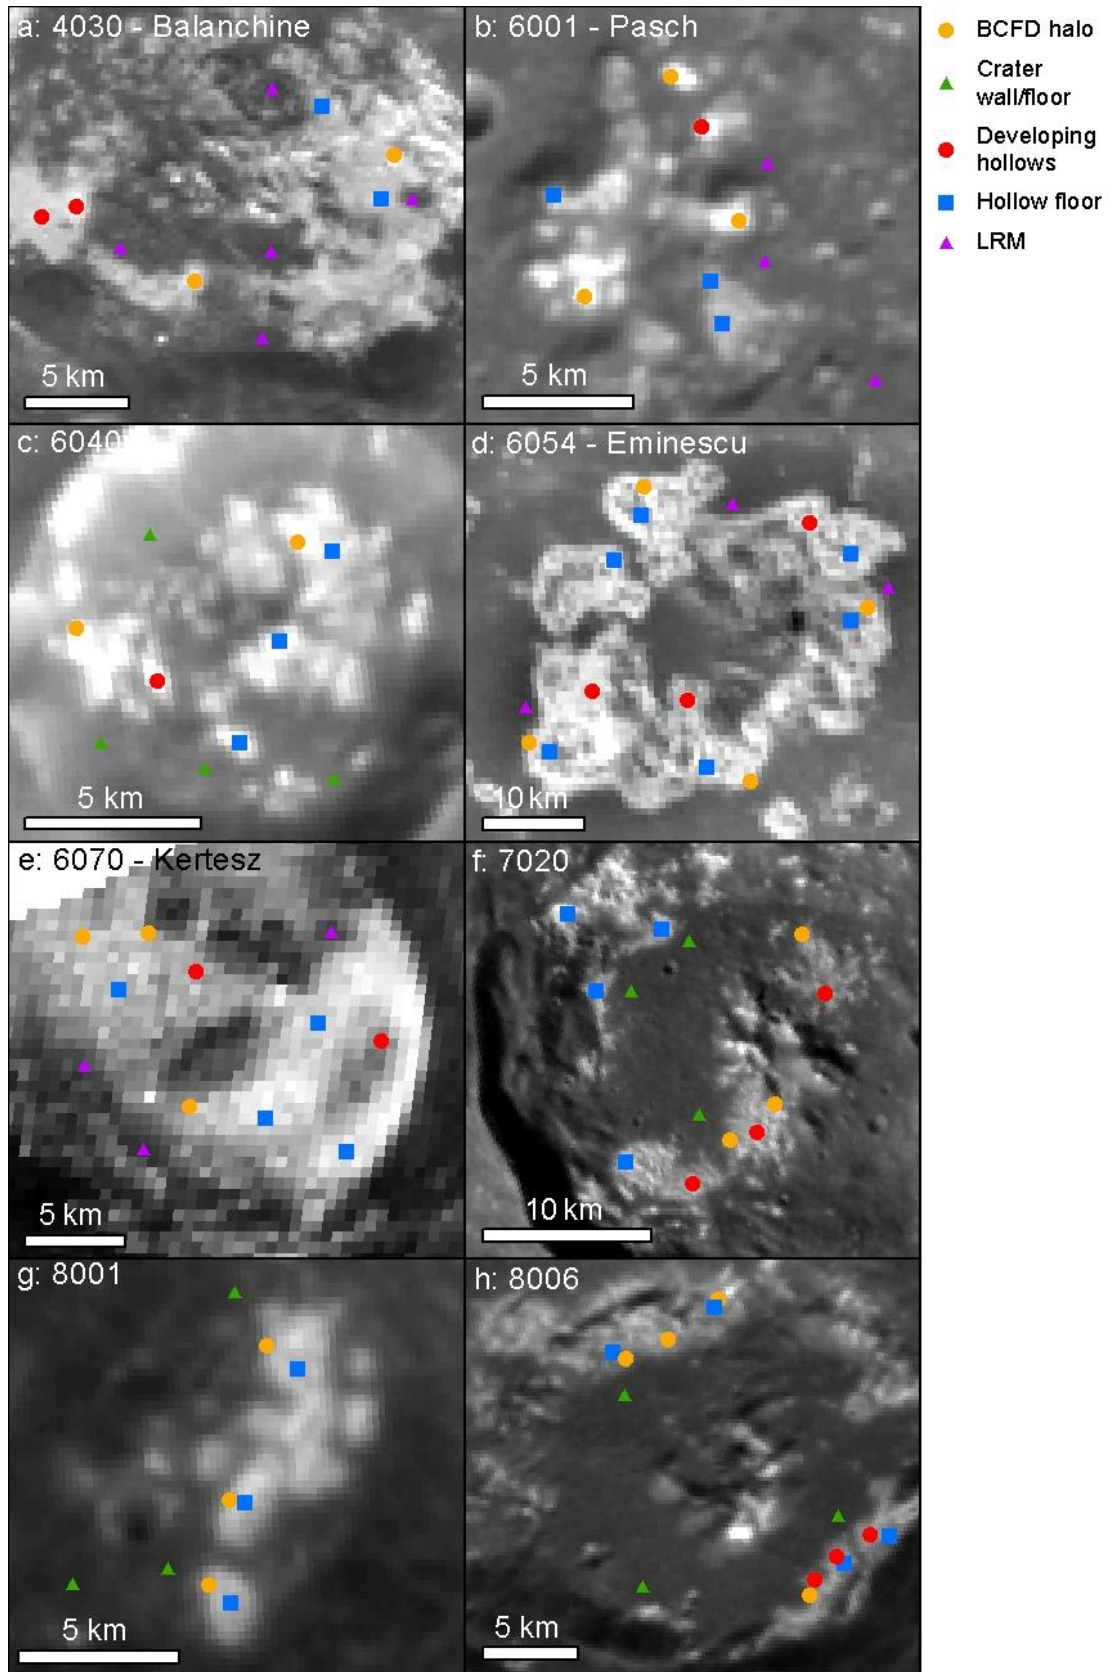 a: 4030 - Balanchine
5 km
b: 6001 - Pasch
5 km
BCFD halo
Crater
wall/floor
Developing
hollows
Hollow floor
LRM
c: 6040
5 km
d: 6054 - Eminescu
10 km
e: 6070 - Kertesz
5 km
f: 7020
10 km
g: 8001
5 km
h: 8006
5 km